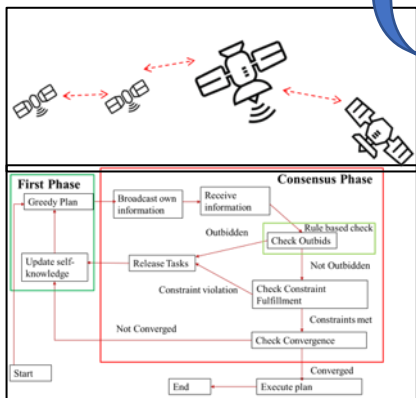 First Phase
Consensus Phase
Greedy Plan
Broadcast own
information
Receive
information
Rule based check
Check Outbids
Outbidden
Not Outbidden
Update self-
knowledge
Release Tasks
Check Constraint
Fulfillment
Constraint violation
Constraints met
Not Converged
Check Convergence
Converged
Start
End
Execute plan